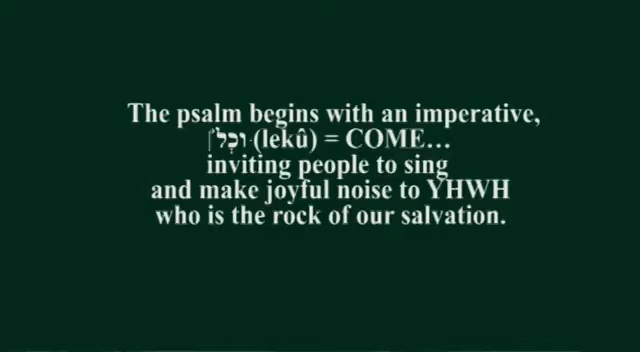 The psalm begins with an imperative,
(lekû) = COME…
inviting people to sing
and make joyful noise to YHWH
who is the rock of our salvation.